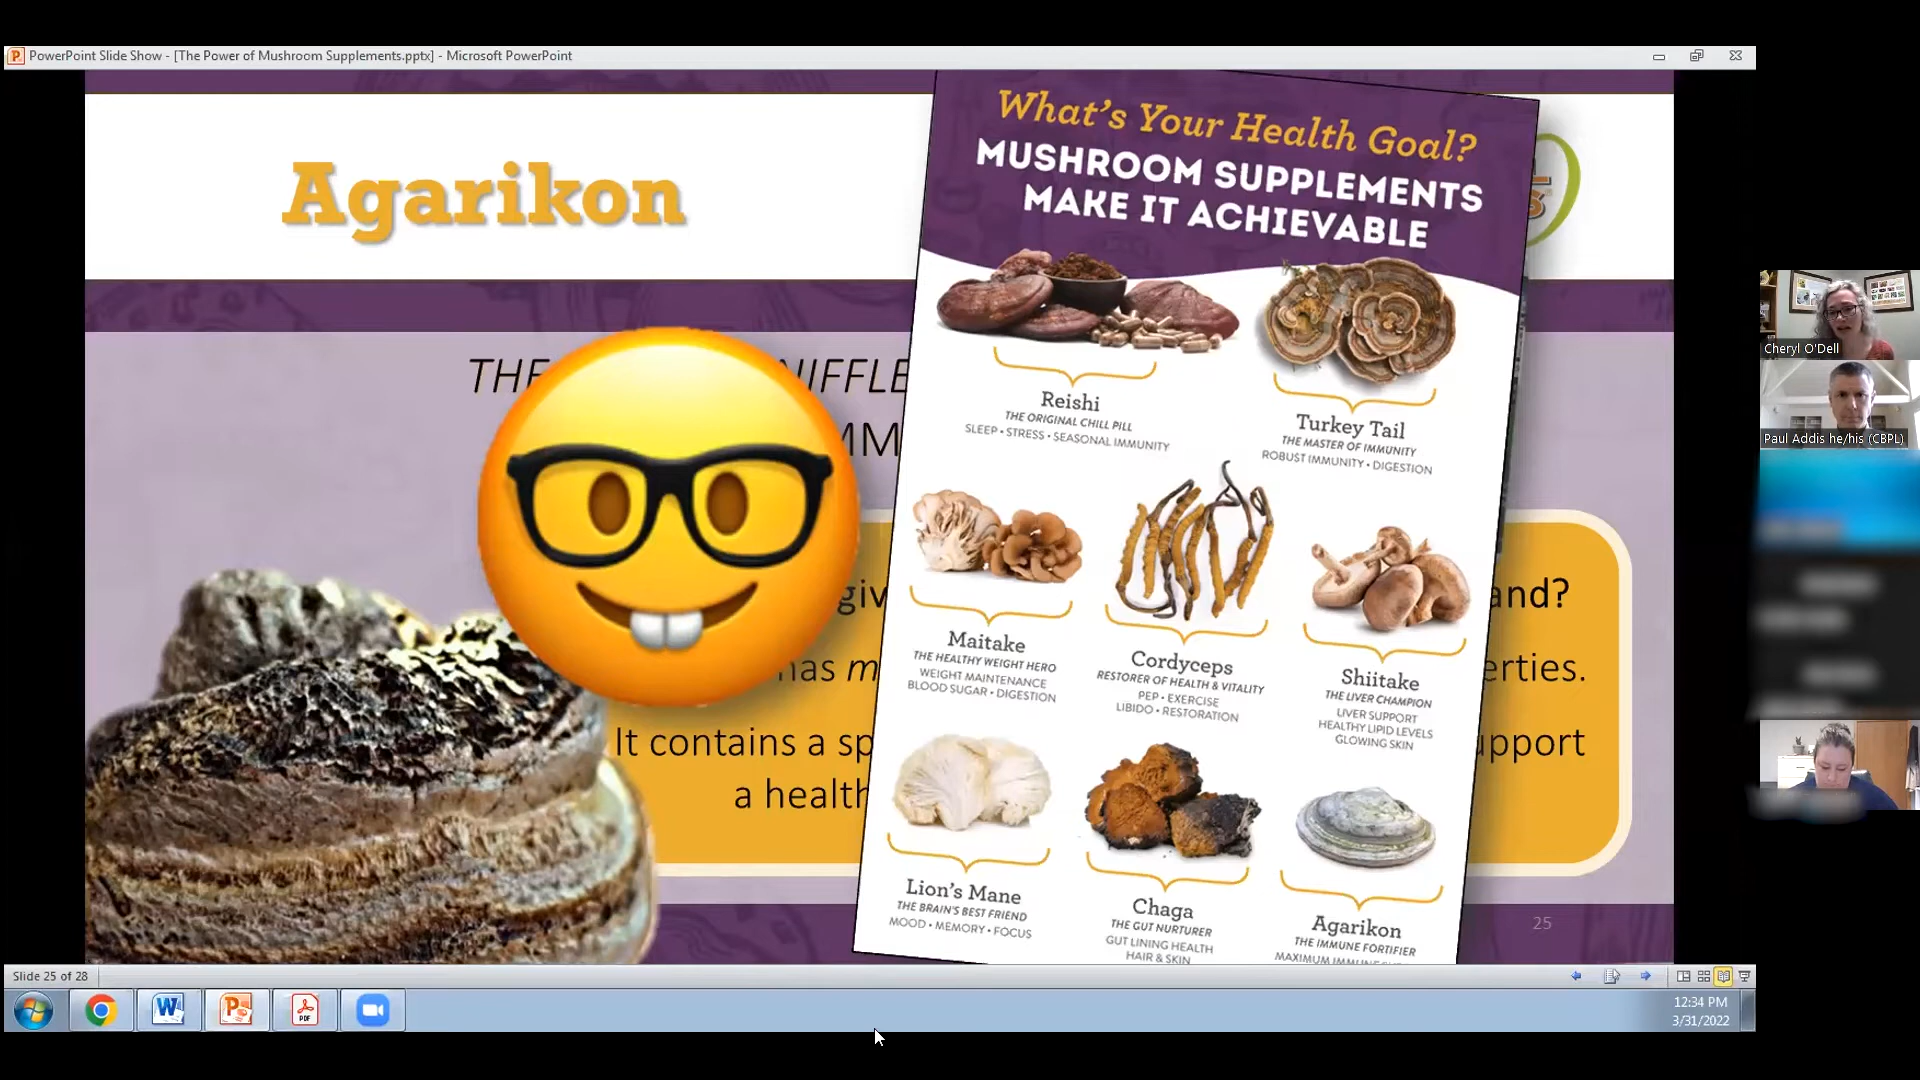 PowerPoint Slide Show - [The Power of Mushroom Supplements.pptx] - Microsoft PowerPoint
Agarikon
What's Your Health Goal?
MUSHROOM SUPPLEMENTS
MAKE IT ACHIEVABLE
THE
and?
has
erties.
It contains a
upport
a
Reishi
THE ORIGINAL CHILL PILL
SLEEP • STRESS • SEASONAL IMMUNITY
Turkey Tail
THE MASTER OF IMMUNITY
ROBUST IMMUNITY • DIGESTION
Maitake
THE HEALTHY WEIGHT HERO
WEIGHT MAINTENANCE
BLOOD SUGAR • DIGESTION
Cordyceps
RESTORER OF HEALTH & VITALITY
PEP • EXERCISE
LIBIDO • RESTORATION
Shiitake
THE LIVER CHAMPION
LIVER SUPPORT
HEALTHY LIPID LEVELS
GLOWING SKIN
Lion's Mane
THE BRAIN'S BEST FRIEND
MOOD • MEMORY • FOCUS
Chaga
THE GUT NURTURER
GUT LINING HEALTH
HAIR & SKIN
Agarikon
THE IMMUNE FORTIFIER
MAXIMUM
25
Cheryl O'Dell
Paul Addis he/his (CBPL)
Slide 25 of 28
12:34 PM
3/31/2022